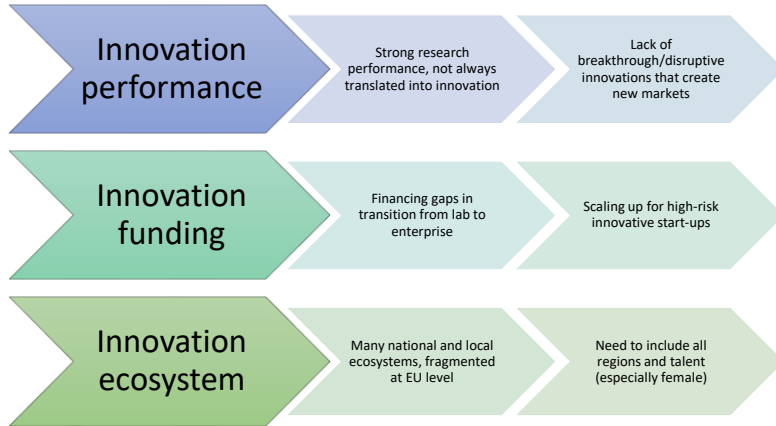 Innovation
performance
Strong research
performance, not always
translated into innovation
Lack of
breakthrough/disruptive
innovations that create
new markets
Innovation
funding
Financing gaps in
transition from lab to
enterprise
Scaling up for high-risk
innovative start-ups
Innovation
ecosystem
Many national and local
ecosystems, fragmented
at EU level
Need to include all
regions and talent
(especially female)